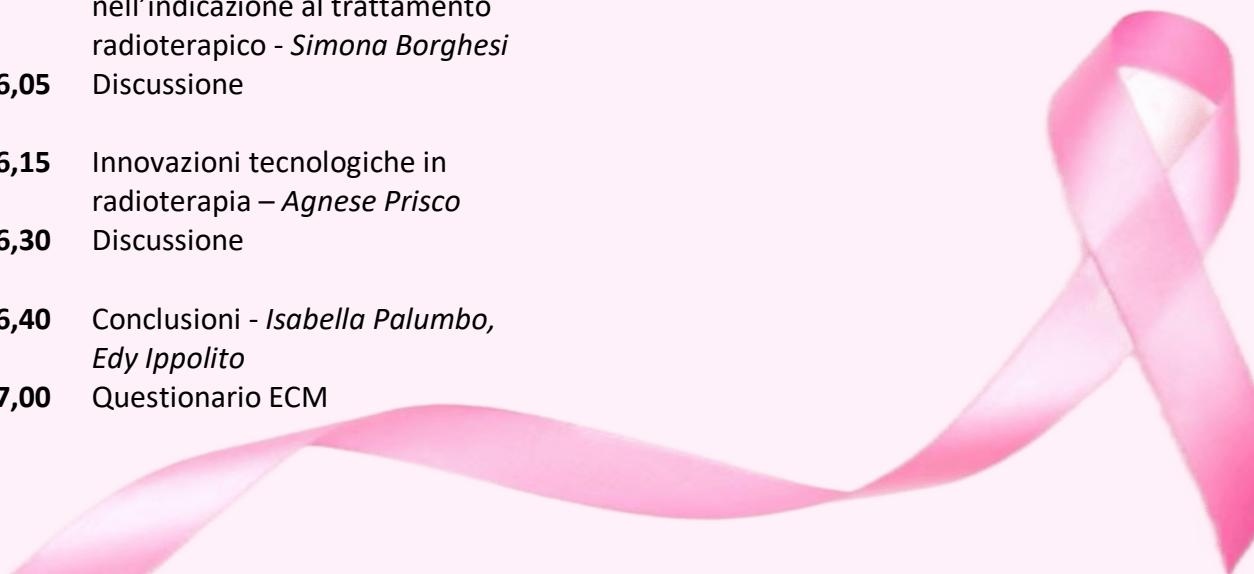 nell’indicazione al trattamento
radioterapico - Simona Borghesi
6,05 Discussione
6,15 Innovazioni tecnologiche in
radioterapia – Agnese Prisco
6,30 Discussione
6,40 Conclusioni - Isabella Palumbo,
Edy Ippolito
7,00 Questionario ECM